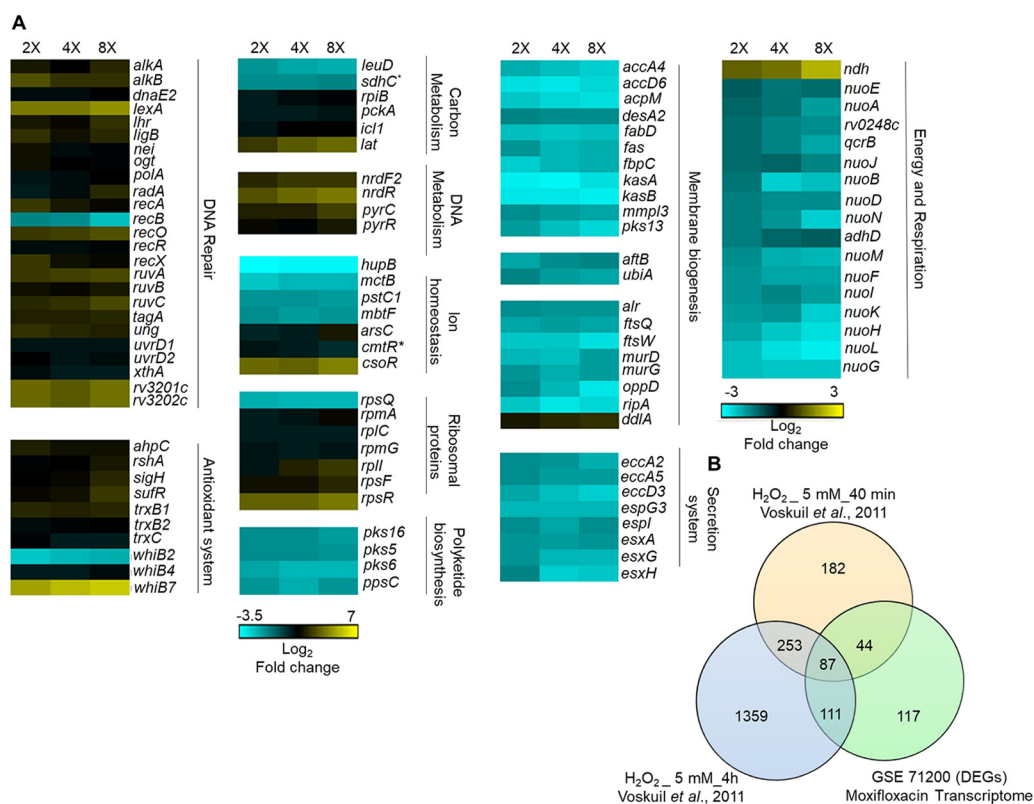 A
2X 4X 8X
alkA
alkB
dnaE2
lexA
lhr
ligB
nei
ogt
polA
radA
recA
recB
recO
recR
recX
ruvA
ruvB
ruvC
tagA
ung
uvrD1
uvrD2
xthA
rv3201c
rv3202c
DNA Repair
ahpC
rshA
sigH
sufR
trxB1
trxB2
trxC
whiB2
whiB4
whiB7
Antioxidant system
2X 4X 8X
leuD
sdhC*
rpiB
pckA
icl1
lat
Carbon
Metabolism
nrdF2
nrdR
pyrC
pyrR
DNA
Metabolism
hupB
mctB
pstC1
mbtF
arsC
cmtR*
csoR
Ion
homeostasis
rpsQ
rpmA
rplC
rpmG
rplI
rpsF
rpsR
Ribosomal
proteins
pks16
pks5
pks6
ppsC
Polyketide
biosynthesis
-3.5 7
Log2
Fold change
2X 4X 8X
accA4
accD6
acpM
desA2
fabD
fas
fbpC
kasA
kasB
mmpl3
pks13
aftB
ubiA
alr
ftsQ
ftsW
murD
murG
oppD
ripA
ddlA
Membrane biogenesis
eccA2
eccA5
eccD3
espG3
espI
esxA
esxG
esxH
Secretion
system
2X 4X 8X
ndh
nuoE
nuoA
rv0248c
qcrB
nuoJ
nuoB
nuoD
nuoN
adhD
nuoM
nuoF
nuoI
nuoK
nuoH
nuoL
nuoG
Energy and Respiration
-3 3
Log2
Fold change
B
H2O2_ 5 mM_40 min
Voskuil et al., 2011
182
253
44
87
1359
111
117
H2O2_ 5 mM_4h
Voskuil et al., 2011
GSE 71200 (DEGs)
Moxifloxacin Transcriptome